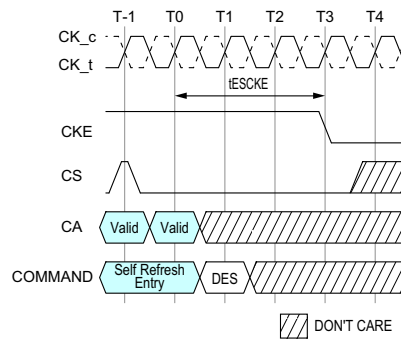 T-1 T0 T1 T2 T3 T4
CK_c
CK_t
tESCKE
CKE
CS
CA Valid Valid
COMMAND Self Refresh Entry DES
DON'T CARE